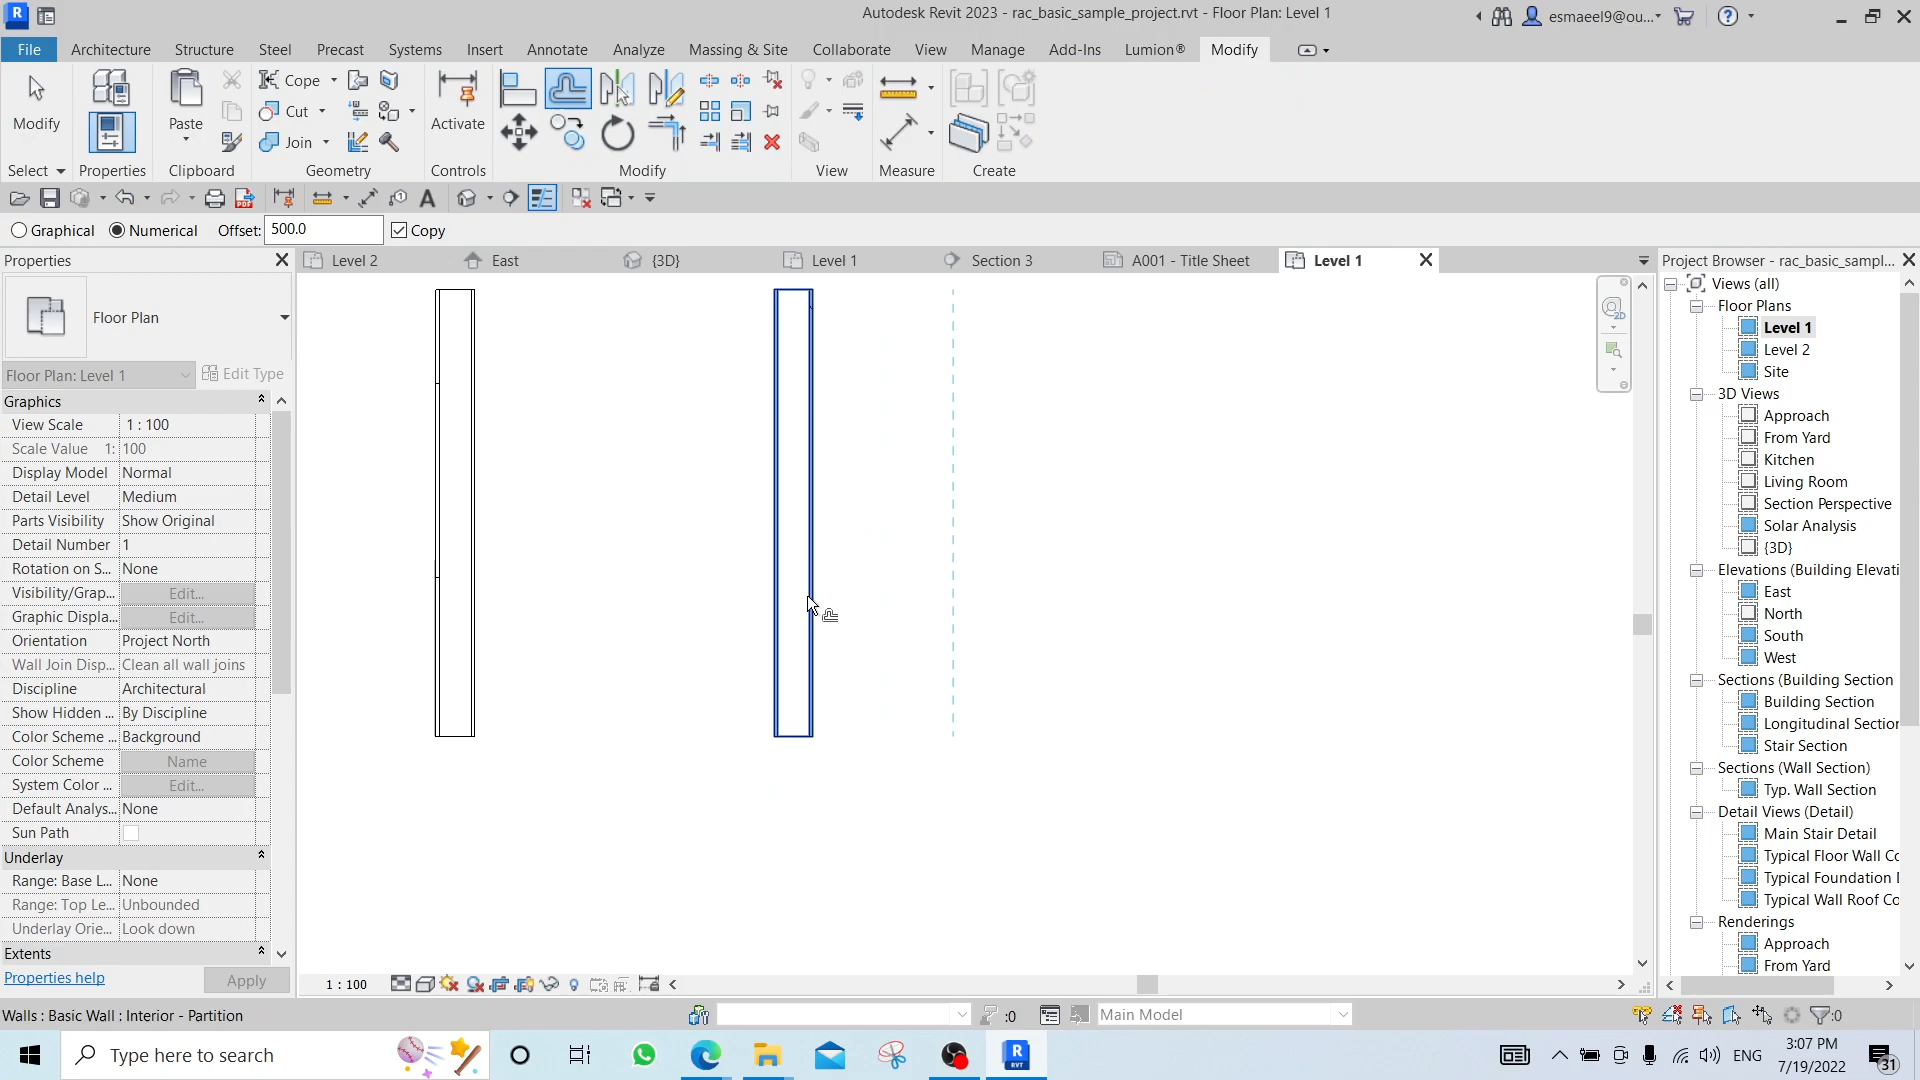 Autodesk Revit 2023 - rac_basic_sample_project.rvt - Floor Plan: Level 1
esmaeel9@ou...
File Architecture Structure Steel Precast Systems Insert Annotate Analyze Massing & Site Collaborate View Manage Add-Ins Lumion® Modify
Modify
Paste
Cope
Cut
Join
Activate
Select Properties Clipboard Geometry Controls Modify View Measure Create
Graphical Numerical Offset: 500.0 Copy
Properties
Level 2 East {3D} Level 1 Section 3 A001 - Title Sheet Level 1
Floor Plan
Floor Plan: Level 1 Edit Type
Graphics
View Scale 1 : 100
Scale Value 1: 100
Display Model Normal
Detail Level Medium
Parts Visibility Show Original
Detail Number 1
Rotation on S... None
Visibility/Grap... Edit...
Graphic Displa... Edit...
Orientation Project North
Wall Join Disp... Clean all wall joins
Discipline Architectural
Show Hidden ... By Discipline
Color Scheme ... Background
Color Scheme Name
System Color ... Edit...
Default Analys... None
Sun Path
Underlay
Range: Base L... None
Range: Top Le... Unbounded
Underlay Orie... Look down
Extents
Properties help Apply
1 : 100
Project Browser - rac_basic_sampl...
Views (all)
Floor Plans
Level 1
Level 2
Site
3D Views
Approach
From Yard
Kitchen
Living Room
Section Perspective
Solar Analysis
{3D}
Elevations (Building Elevati
East
North
South
West
Sections (Building Section
Building Section
Longitudinal Section
Stair Section
Sections (Wall Section)
Typ. Wall Section
Detail Views (Detail)
Main Stair Detail
Typical Floor Wall Co
Typical Foundation
Typical Wall Roof Co
Renderings
Approach
From Yard
Walls : Basic Wall : Interior - Partition
:0
Main Model
:0
Type here to search
ENG
3:07 PM
7/19/2022
31